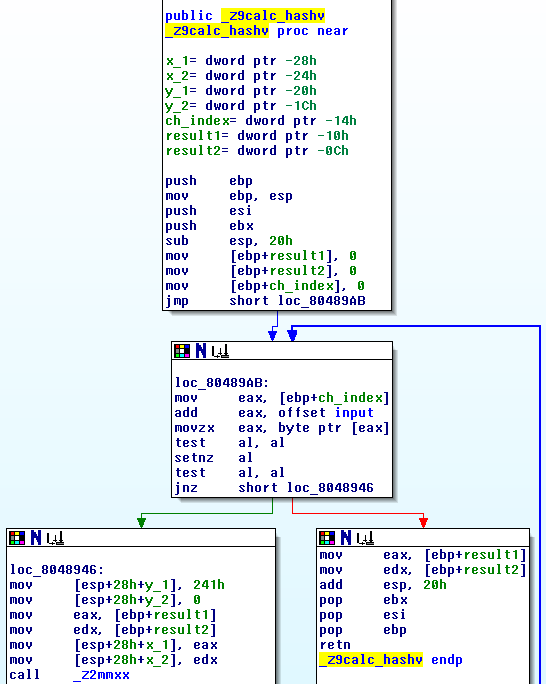 public _Z9calc_hashv
_Z9calc_hashv proc near
x_1= dword ptr -28h
x_2= dword ptr -24h
y_1= dword ptr -20h
y_2= dword ptr -1Ch
ch_index= dword ptr -14h
result1= dword ptr -10h
result2= dword ptr -0Ch
push ebp
mov ebp, esp
push esi
push ebx
sub esp, 20h
mov [ebp+result1], 0
mov [ebp+result2], 0
mov [ebp+ch_index], 0
jmp short loc_80489AB
loc_80489AB:
mov eax, [ebp+ch_index]
add eax, offset input
movzx eax, byte ptr [eax]
test al, al
setnz al
test al, al
jnz short loc_8048946
loc_8048946:
mov [esp+28h+y_1], 241h
mov [esp+28h+y_2], 0
mov eax, [ebp+result1]
mov edx, [ebp+result2]
mov [esp+28h+x_1], eax
mov [esp+28h+x_2], edx
call _Z2mmxx
mov eax, [ebp+result1]
mov edx, [ebp+result2]
add esp, 20h
pop ebx
pop esi
pop ebp
retn
_Z9calc_hashv endp